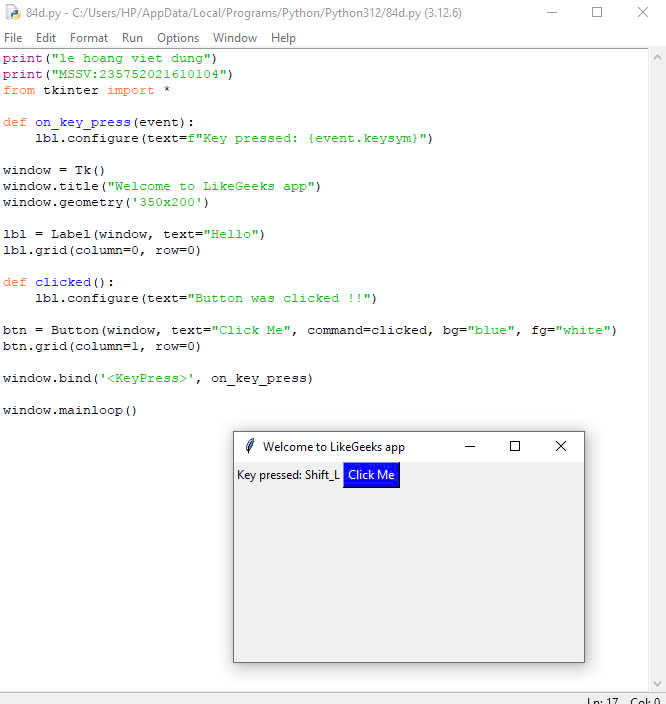 84d.py - C:/Users/HP/AppData/Local/Programs/Python/Python312/84d.py (3.12.6)
File Edit Format Run Options Window Help
print("le hoang viet dung")
print("MSSV:235752021610104")
from tkinter import *
def on_key_press(event):
    lbl.configure(text=f"Key pressed: {event.keysym}")
window = Tk()
window.title("Welcome to LikeGeeks app")
window.geometry('350x200')
lbl = Label(window, text="Hello")
lbl.grid(column=0, row=0)
def clicked():
    lbl.configure(text="Button was clicked !!")
btn = Button(window, text="Click Me", command=clicked, bg="blue", fg="white")
btn.grid(column=1, row=0)
window.bind('<KeyPress>', on_key_press)
window.mainloop()
Welcome to LikeGeeks app
Key pressed: Shift_L Click Me
Ln: 17 Col: 0